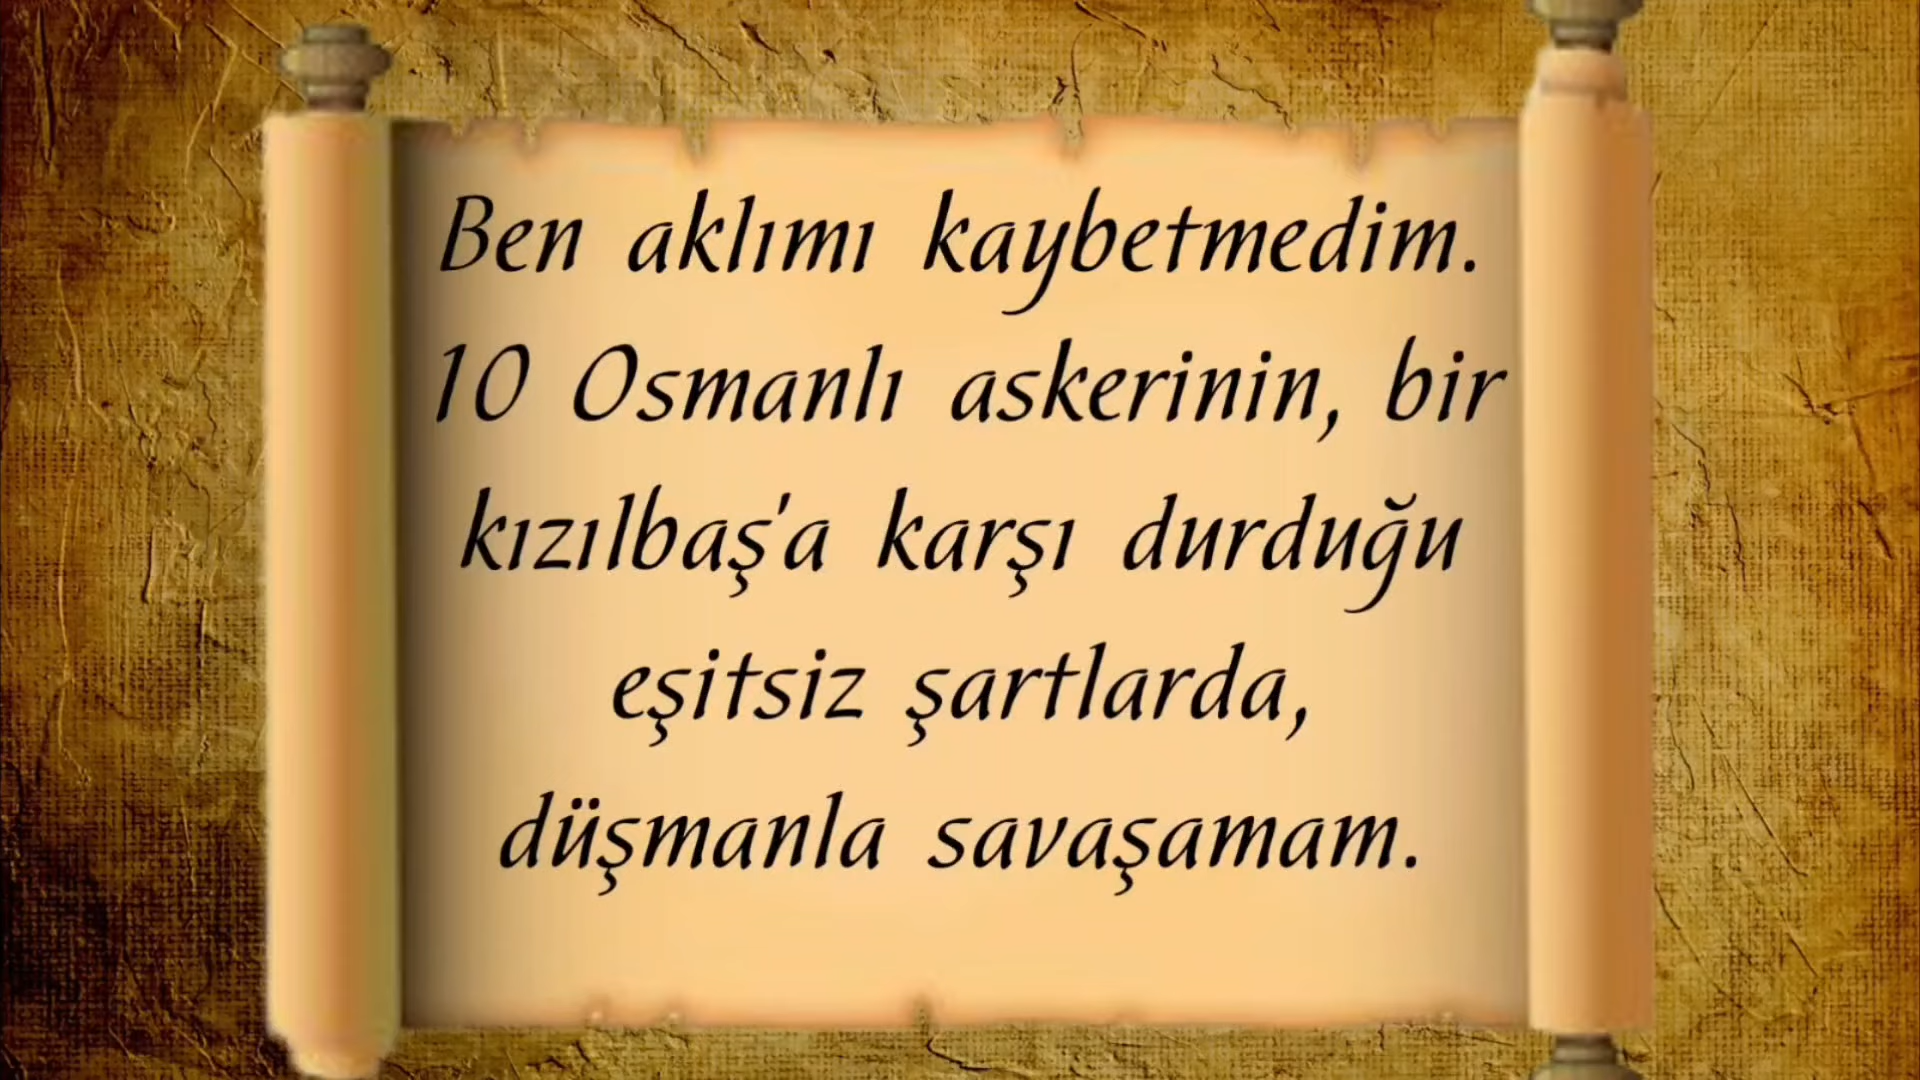 Ben aklımı kaybetmedim.
10 Osmanlı askerinin, bir
kızılbaş'a karşı durduğu
eşitsiz şartlarda,
düşmanla savaşamam.